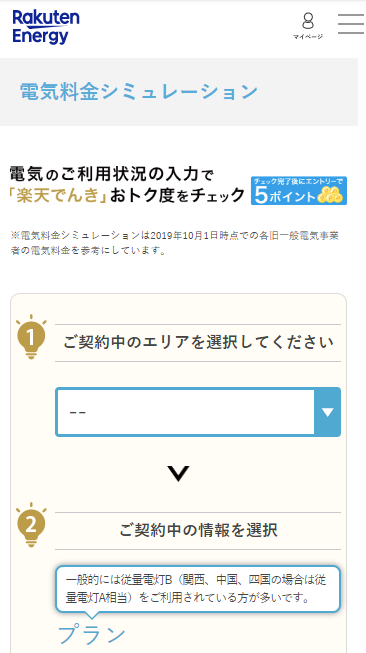 Rakuten
Energy
マイページ
電気料金シミュレーション
電気のご利用状況の入力で
「楽天でんき」おトク度をチェック
チェック完了後にエントリーで
5ポイント
※電気料金シミュレーションは2019年10月1日時点での各旧一般電気事業
者の電気料金を参考にしています。
1
ご契約中のエリアを選択してください
--
2
ご契約中の情報を選択
一般的には従量電灯B（関西、中国、四国の場合は従
量電灯A相当）をご利用されている方が多いです。
プラン